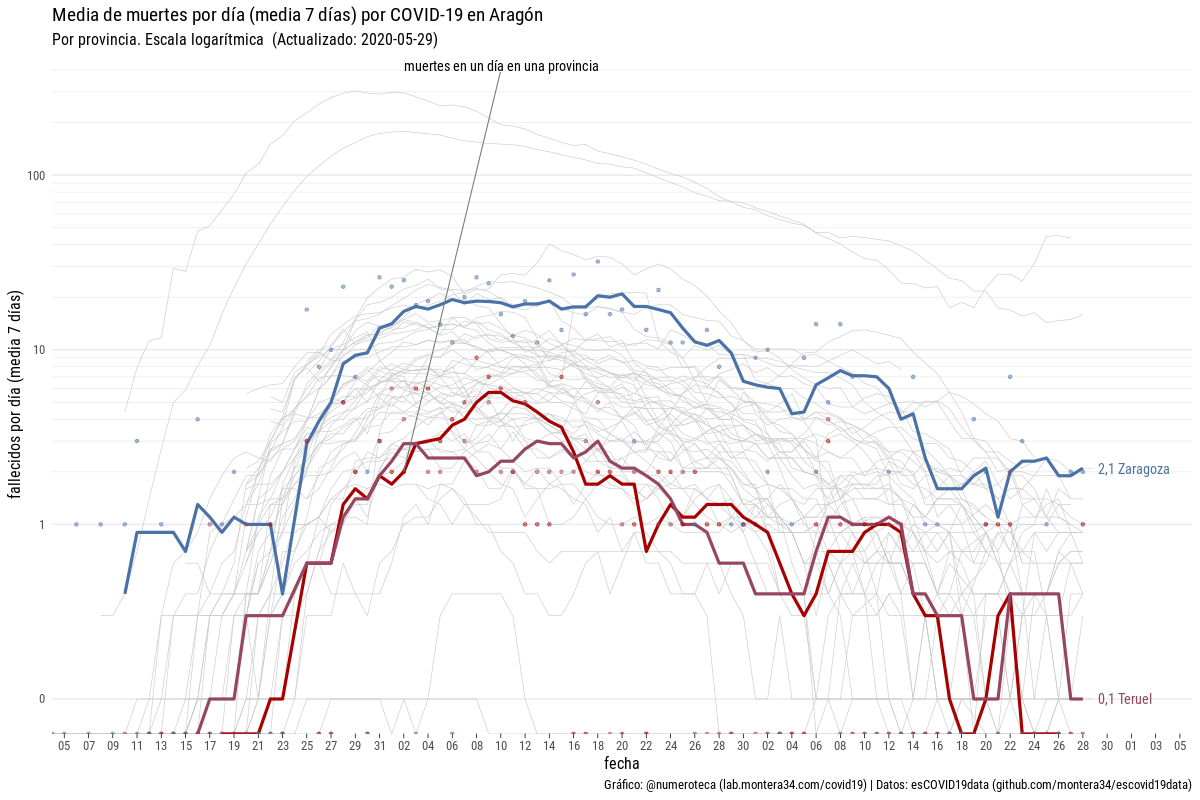 Media de muertes por día (media 7 días) por COVID-19 en Aragón
Por provincia. Escala logarítmica (Actualizado: 2020-05-29)
muertes en un día en una provincia
fallecidos por día (media 7 días)
100
10
1
0
2,1 Zaragoza
0,1 Teruel
05 07 09 11 13 15 17 19 21 23 25 27 29 31 02 04 06 08 10 12 14 16 18 20 22 24 26 28 30 02 04 06 08 10 12 14 16 18 20 22 24 26 28 30 01 03 05
fecha
Gráfico: @numeroteca (lab.montera34.com/covid19) | Datos: esCOVID19data (github.com/montera34/escovid19data)